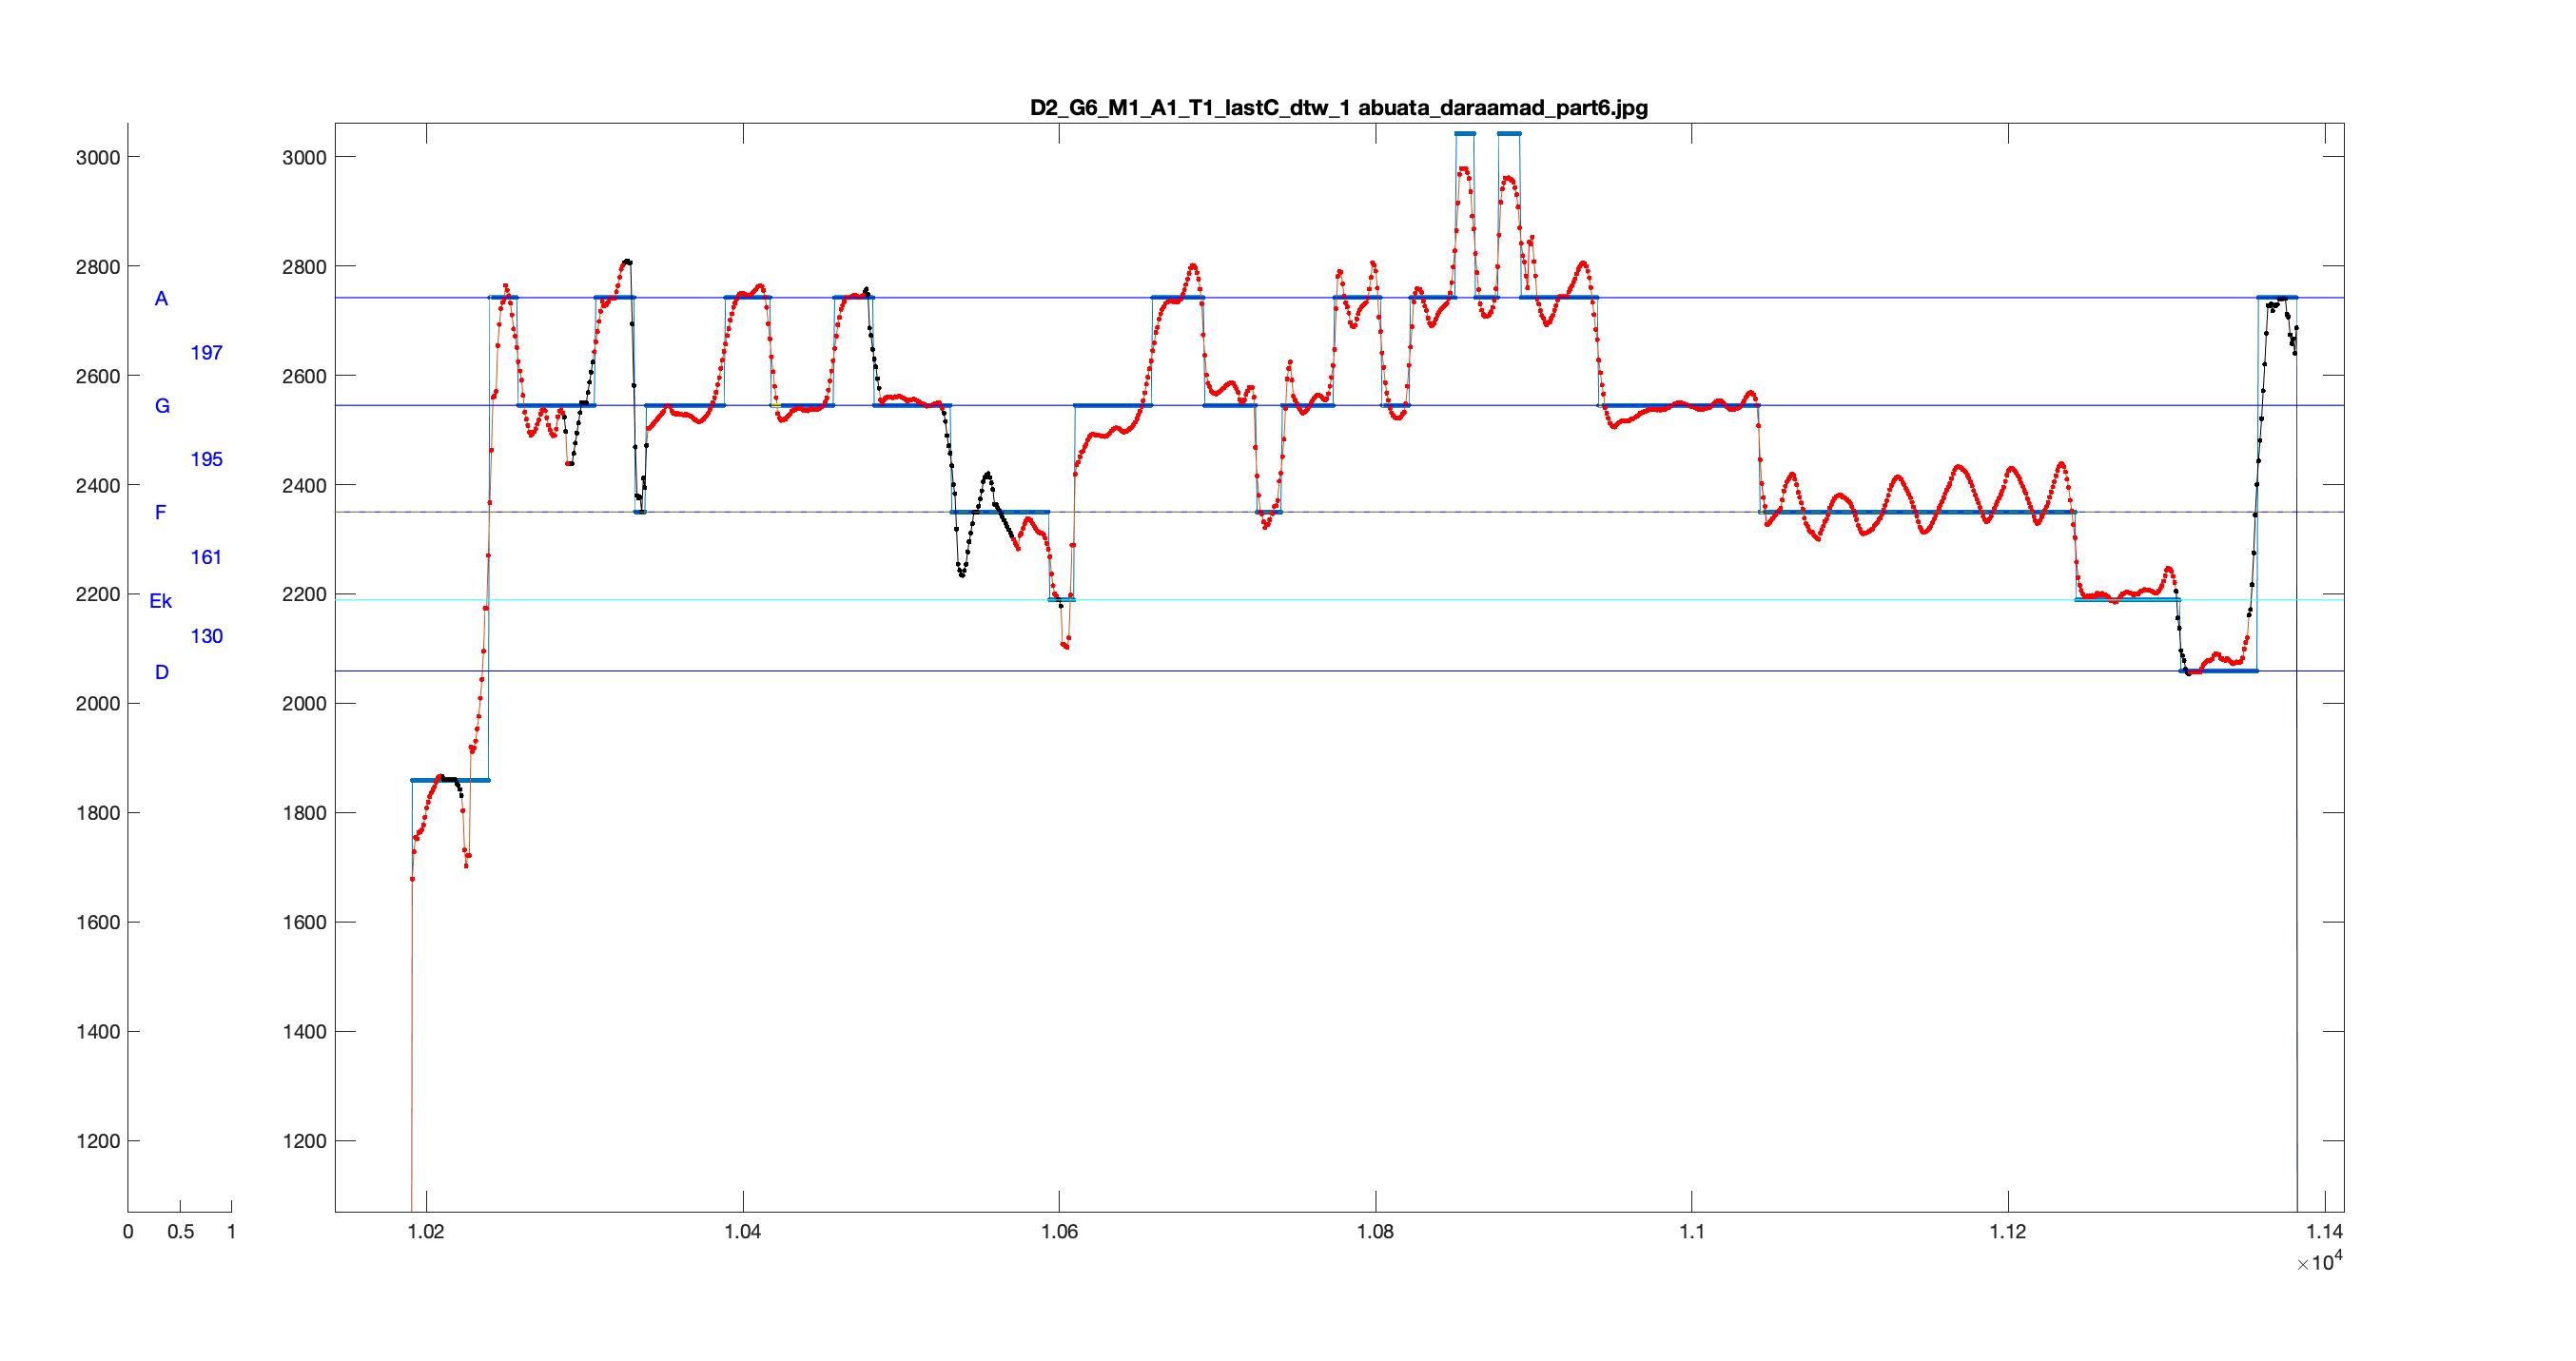 D2_G6_M1_A1_T1_lastC_dtw_1 abuata_daraamad_part6.jpg
3000 3000
2800 2800
A
197
2600 2600
G
195
2400 2400
F
161
2200 2200
Ek
130
D
2000 2000
1800 1800
1600 1600
1400 1400
1200 1200
0 0.5 1 1.02 1.04 1.06 1.08 1.1 1.12 1.14
×10⁴